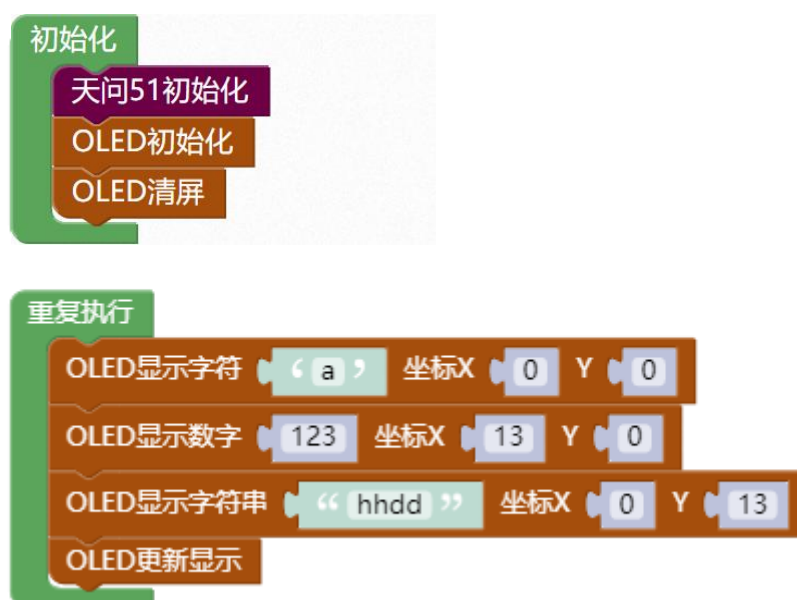 初始化
天问51初始化
OLED初始化
OLED清屏
重复执行
OLED显示字符 ‘ a ’ 坐标X 0 Y 0
OLED显示数字 123 坐标X 13 Y 0
OLED显示字符串 “ hhdd ” 坐标X 0 Y 13
OLED更新显示